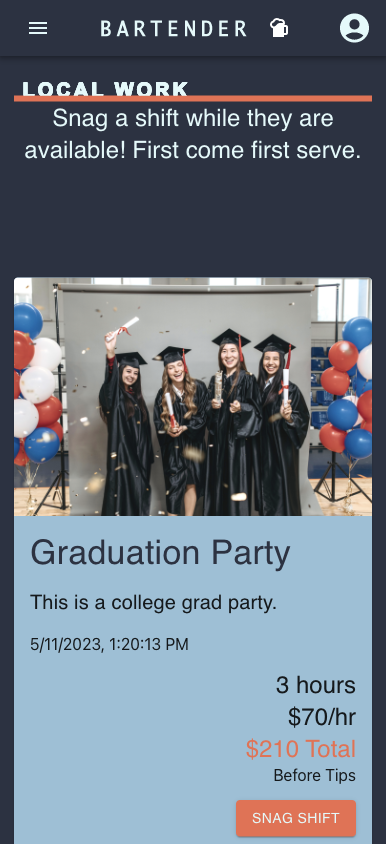 BARTENDER
LOCAL WORK
Snag a shift while they are
available! First come first serve.
Graduation Party
This is a college grad party.
5/11/2023, 1:20:13 PM
3 hours
$70/hr
$210 Total
Before Tips
SNAG SHIFT